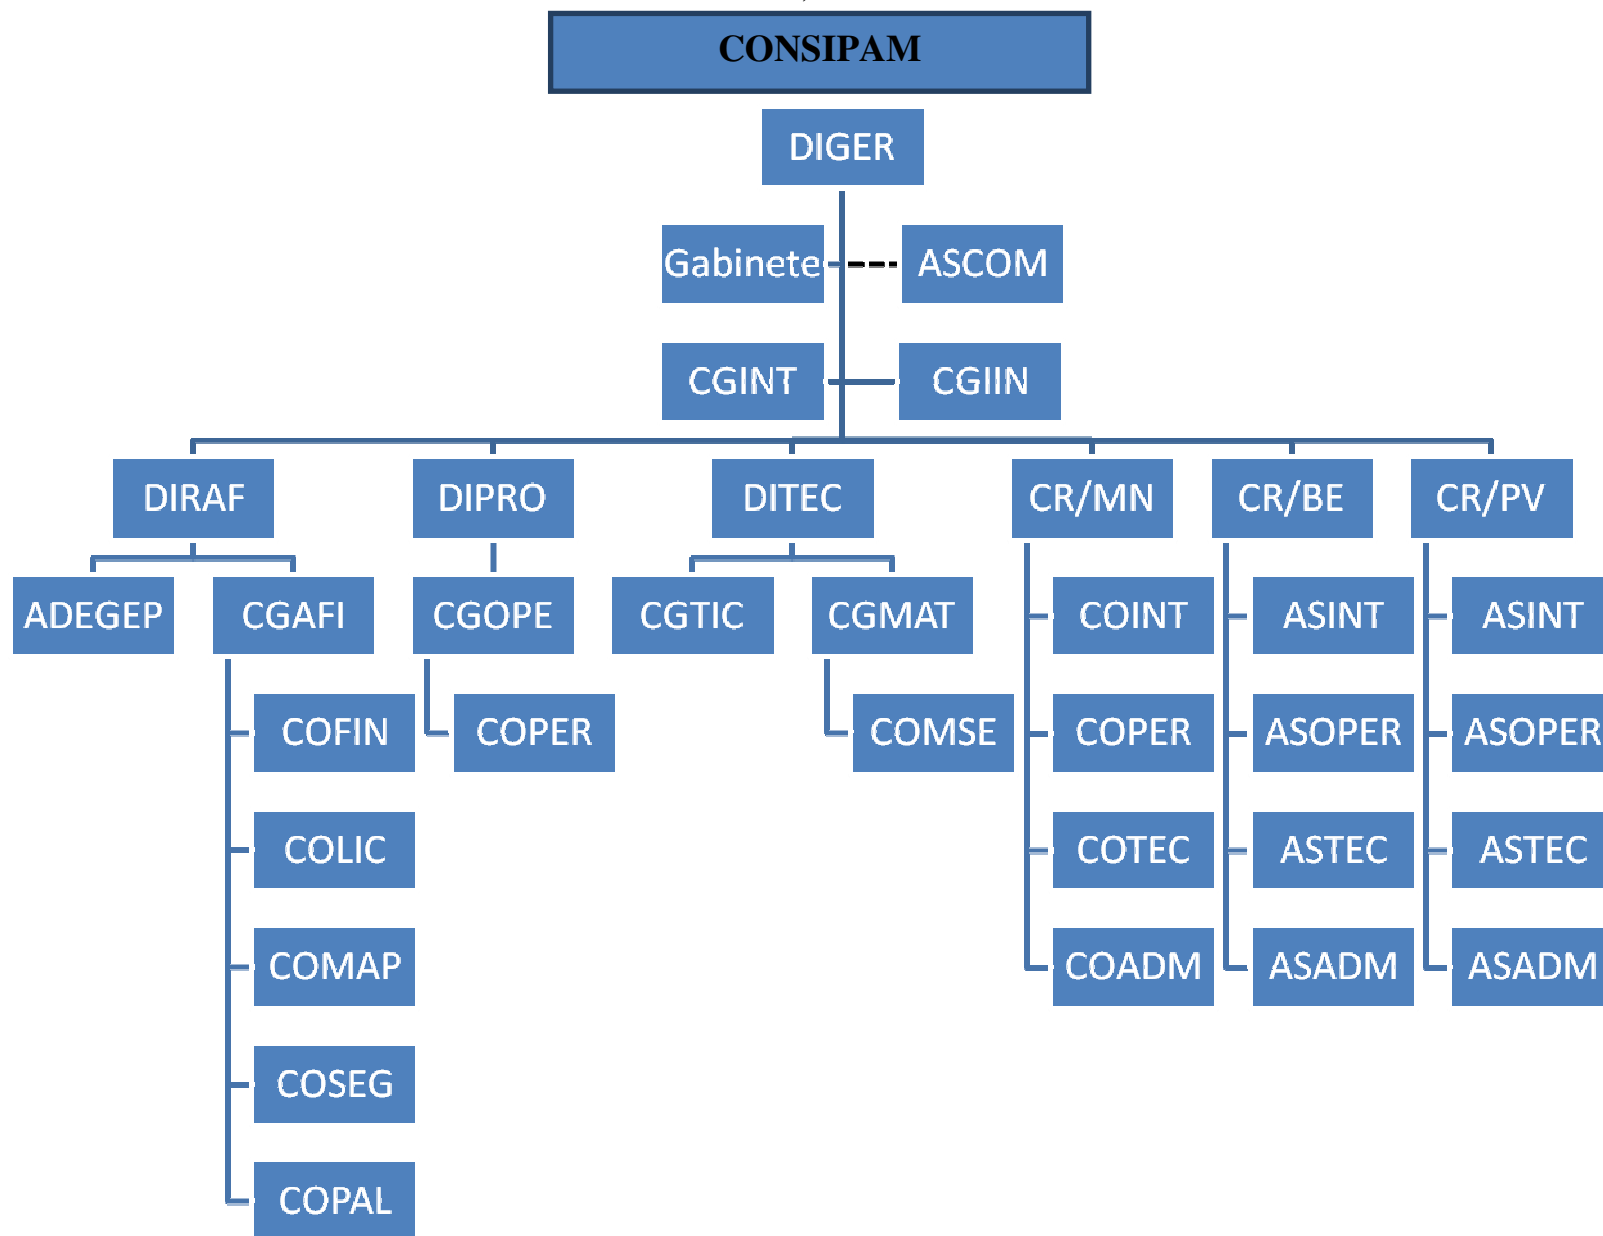 CONSIPAM
DIGER
Gabinete
ASCOM
CGINT
CGIIN
DIRAF
DIPRO
DITEC
CR/MN
CR/BE
CR/PV
ADEGEP
CGAFI
CGOPE
CGTIC
CGMAT
COINT
ASINT
ASINT
COFIN
COPER
COMSE
COPER
ASOPER
ASOPER
COLIC
COTEC
ASTEC
ASTEC
COMAP
COADM
ASADM
ASADM
COSEG
COPAL